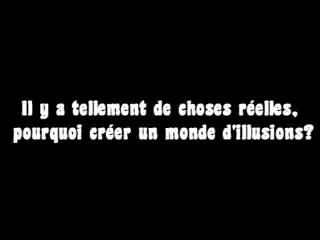 Il y a tellement de choses réelles,
pourquoi créer un monde d'illusions?